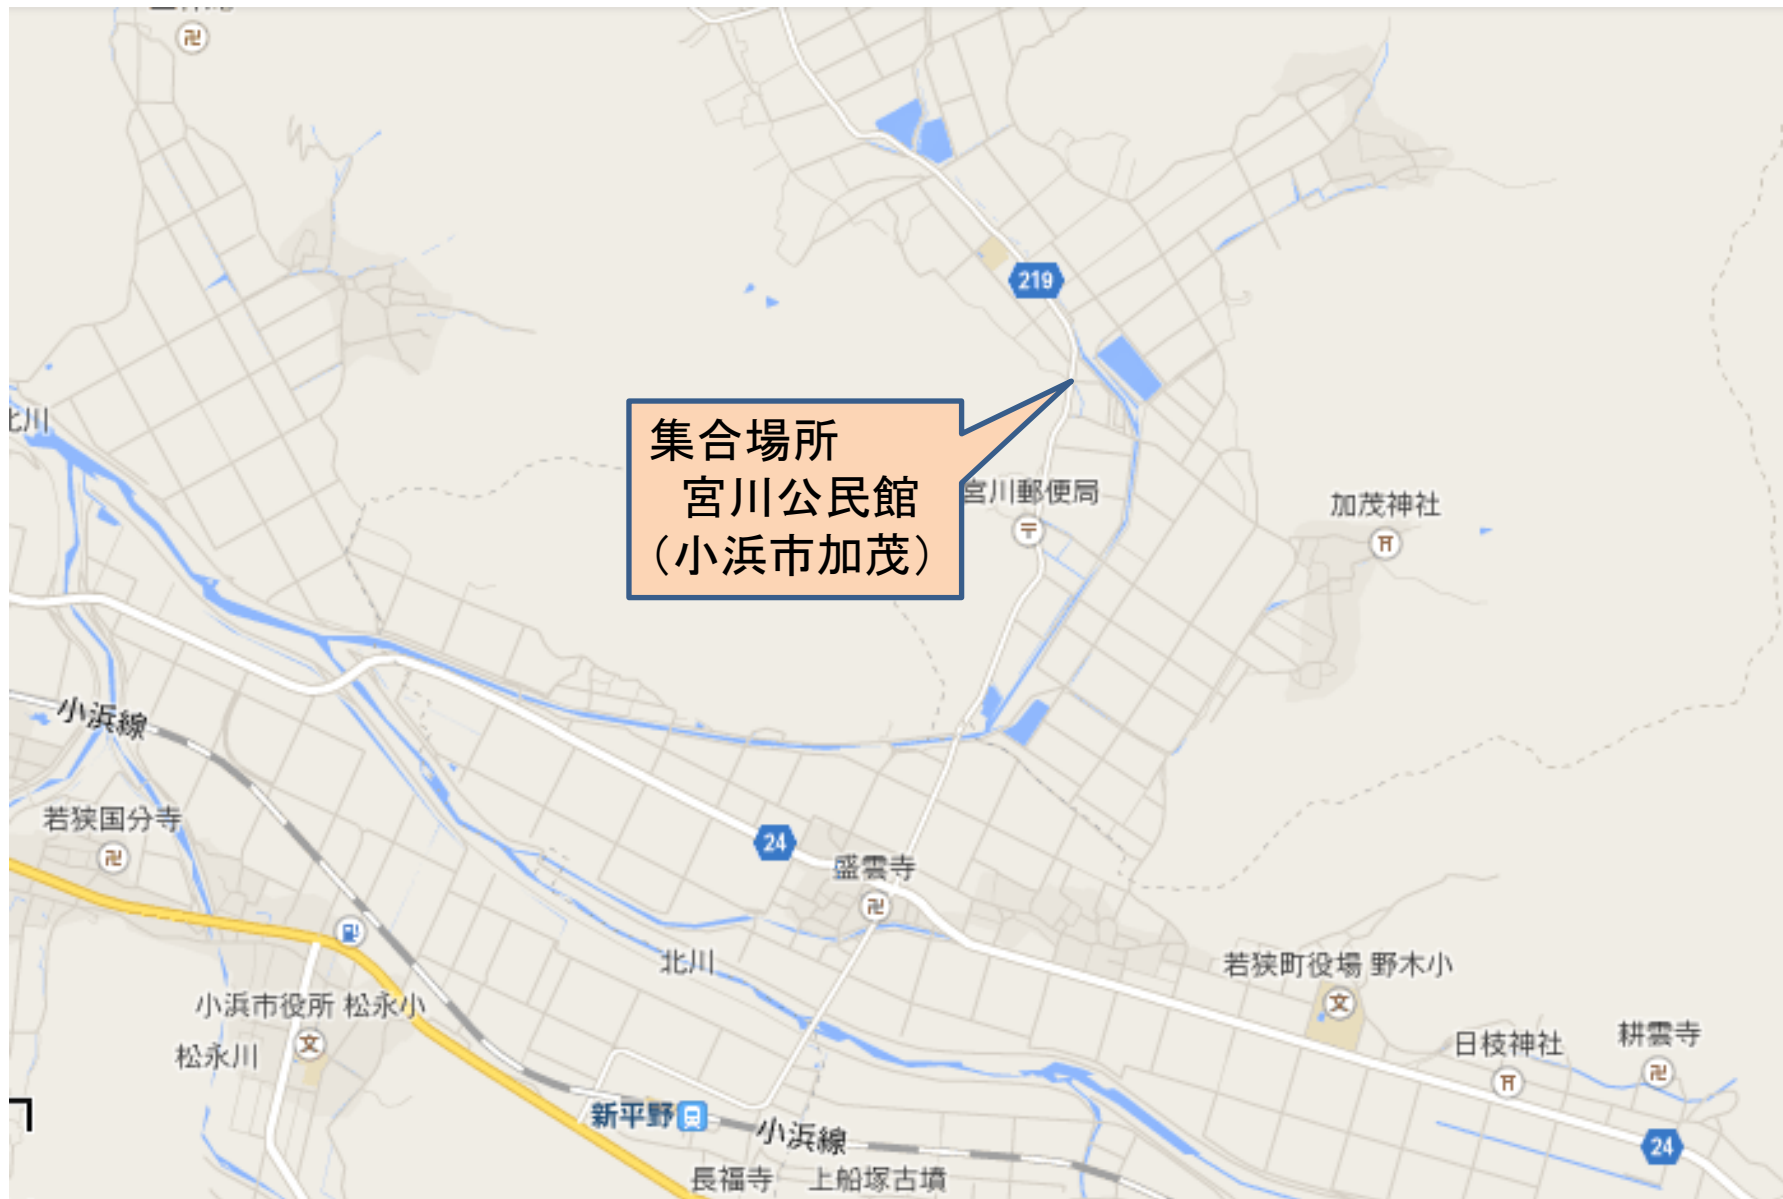 219
北川
集合場所
宮川公民館
（小浜市加茂）
宮川郵便局
加茂神社
小浜線
若狭国分寺
24
盛雲寺
北川
若狭町役場 野木小
文
小浜市役所 松永小
文
松永川
日枝神社
耕雲寺
新平野
小浜線
24
長福寺
上船塚古墳